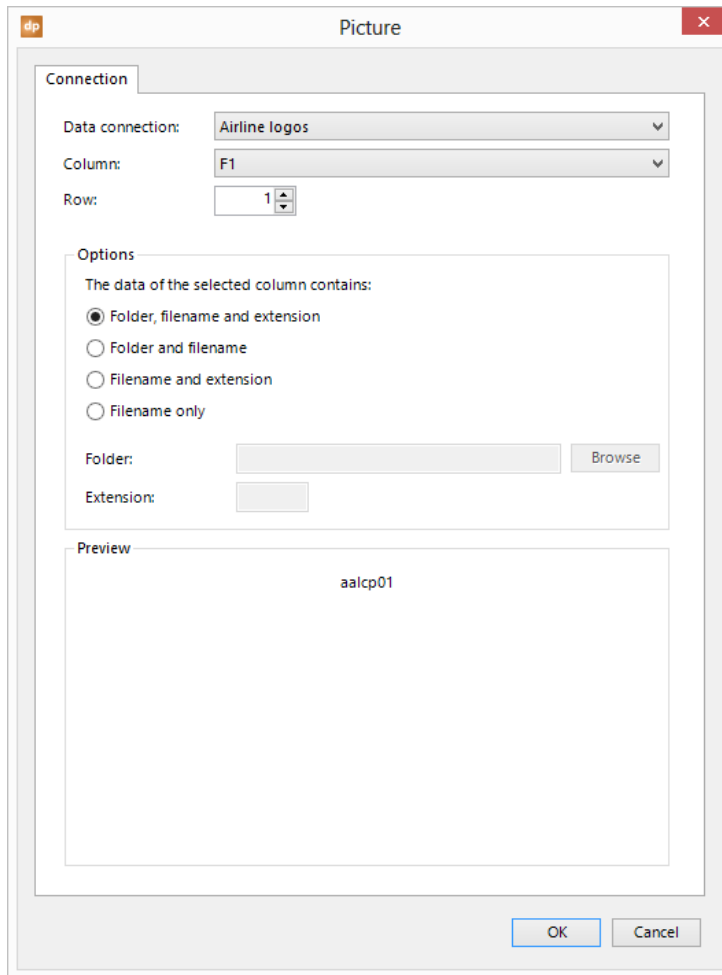 dp Picture
Connection
Data connection: Airline logos
Column: F1
Row: 1
Options
The data of the selected column contains:
Folder, filename and extension
Folder and filename
Filename and extension
Filename only
Folder: Browse
Extension:
Preview
aalcp01
OK Cancel